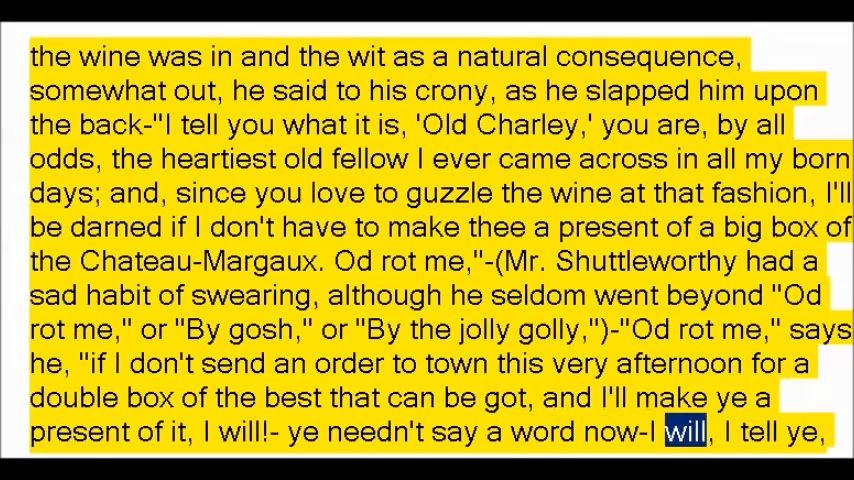 the wine was in and the wit as a natural consequence,
somewhat out, he said to his crony, as he slapped him upon
the back-"I tell you what it is, 'Old Charley,' you are, by all
odds, the heartiest old fellow I ever came across in all my born
days; and, since you love to guzzle the wine at that fashion, I'll
be darned if I don't have to make thee a present of a big box of
the Chateau-Margaux. Od rot me,"-(Mr. Shuttleworthy had a
sad habit of swearing, although he seldom went beyond "Od
rot me," or "By gosh," or "By the jolly golly,")-"Od rot me," says
he, "if I don't send an order to town this very afternoon for a
double box of the best that can be got, and I'll make ye a
present of it, I will!- ye needn't say a word now-I will, I tell ye,